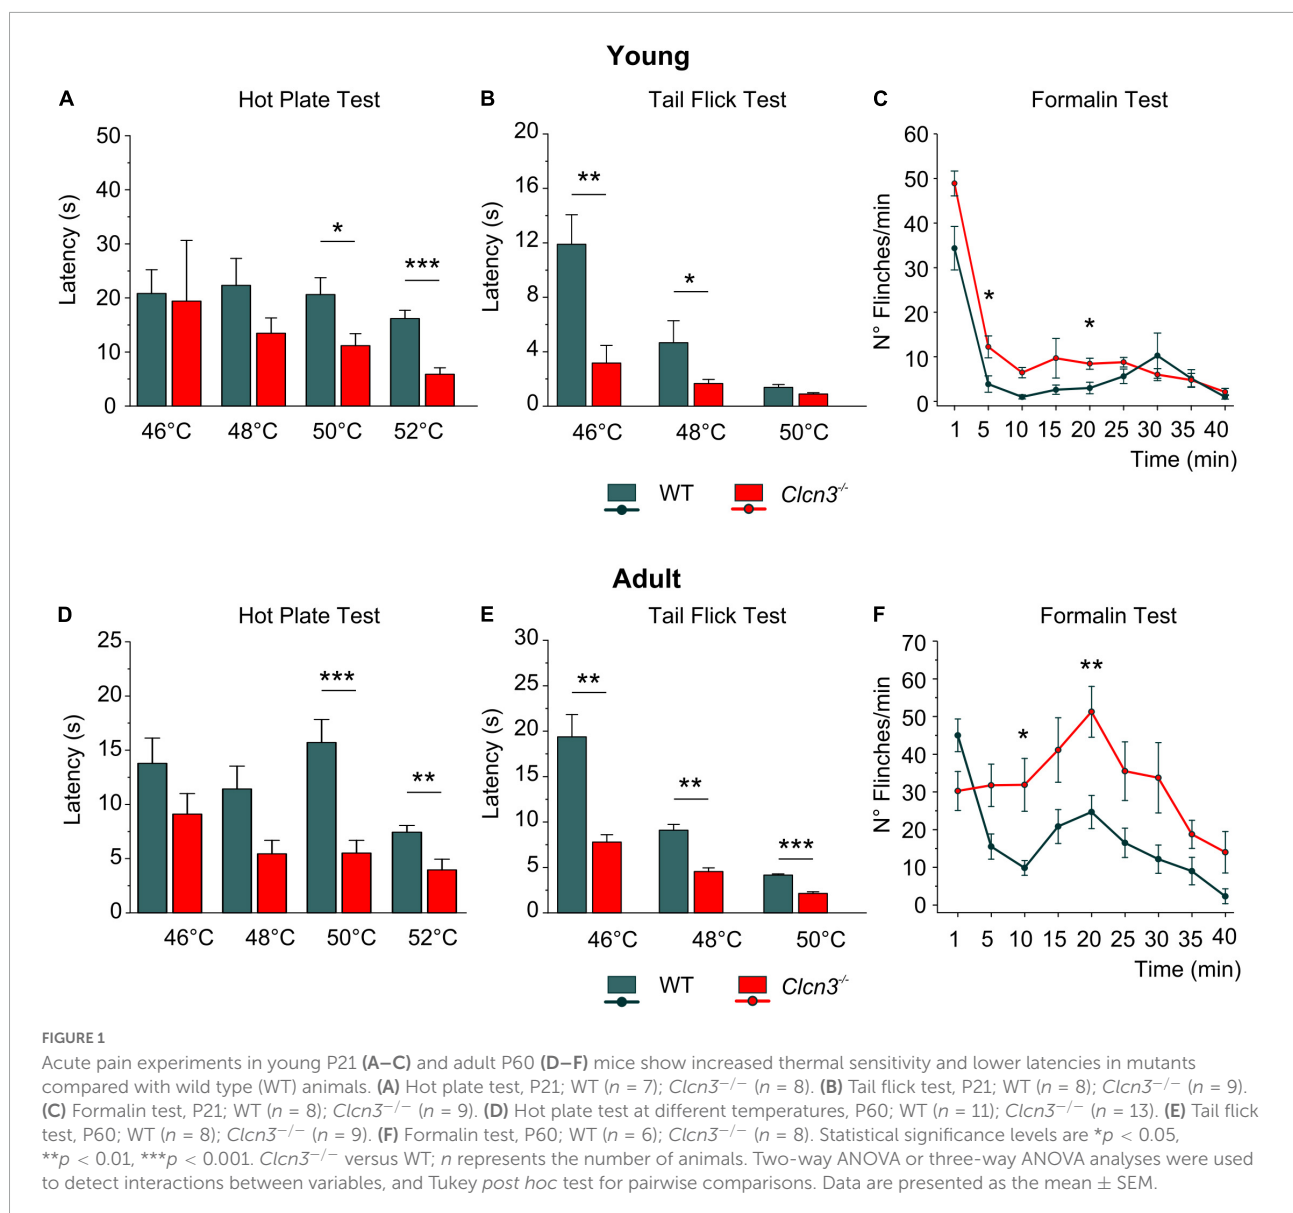 Young
A Hot Plate Test B Tail Flick Test C Formalin Test
Latency (s)
50
40
30
20
10
0
46°C 48°C 50°C 52°C
* ***
Latency (s)
20
16
12
8
4
0
46°C 48°C 50°C
** *
N° Flinches/min
60
50
40
30
20
10
0
1 5 10 15 20 25 30 35 40
Time (min)
* *
WT Clcn3-/-
Adult
D Hot Plate Test E Tail Flick Test F Formalin Test
Latency (s)
25
20
15
10
5
0
46°C 48°C 50°C 52°C
*** **
Latency (s)
30
25
20
15
10
5
0
46°C 48°C 50°C
** ** ***
N° Flinches/min
70
60
50
40
30
20
10
0
1 5 10 15 20 25 30 35 40
Time (min)
* **
WT Clcn3-/-
FIGURE 1
Acute pain experiments in young P21 (A–C) and adult P60 (D–F) mice show increased thermal sensitivity and lower latencies in mutants
compared with wild type (WT) animals. (A) Hot plate test, P21; WT (n = 7); Clcn3−/− (n = 8). (B) Tail flick test, P21; WT (n = 8); Clcn3−/− (n = 9).
(C) Formalin test, P21; WT (n = 8); Clcn3−/− (n = 9). (D) Hot plate test at different temperatures, P60; WT (n = 11); Clcn3−/− (n = 13). (E) Tail flick
test, P60; WT (n = 8); Clcn3−/− (n = 9). (F) Formalin test, P60; WT (n = 6); Clcn3−/− (n = 8). Statistical significance levels are *p < 0.05,
**p < 0.01, ***p < 0.001. Clcn3−/− versus WT; n represents the number of animals. Two-way ANOVA or three-way ANOVA analyses were used
to detect interactions between variables, and Tukey post hoc test for pairwise comparisons. Data are presented as the mean ± SEM.